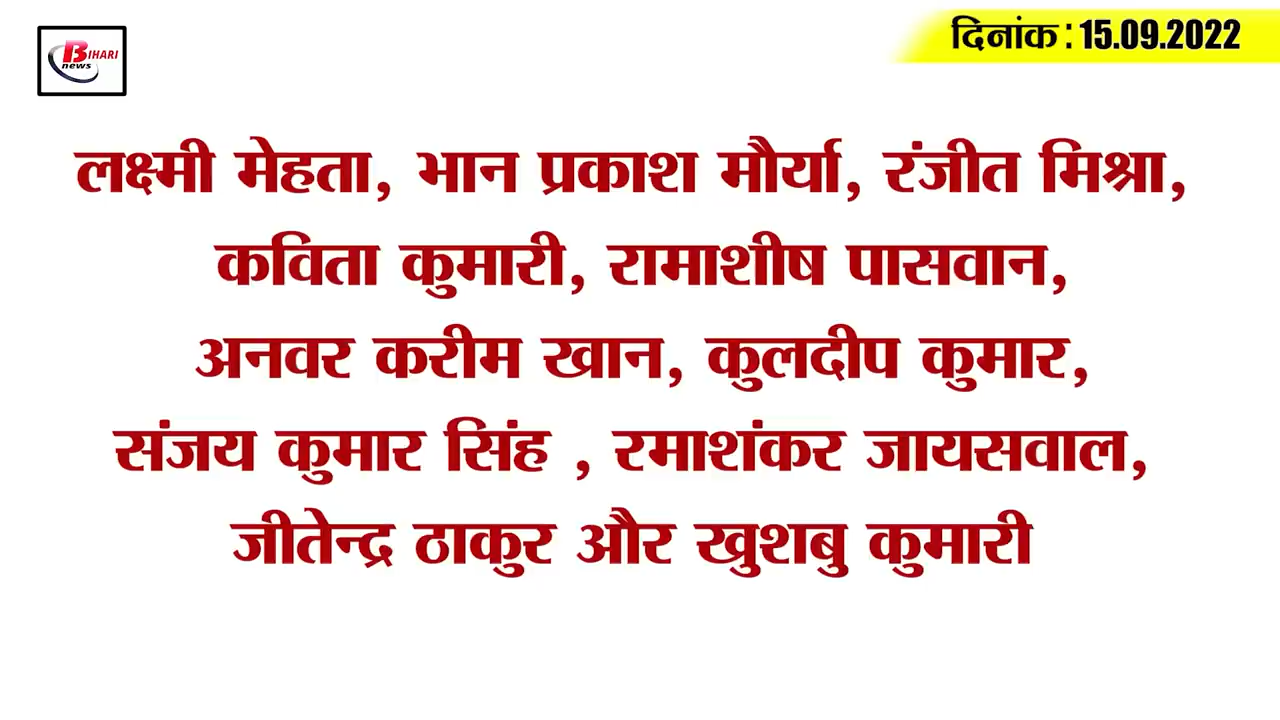 BIHARI
news
दिनांक : 15.09.2022
लक्ष्मी मेहता, भान प्रकाश मौर्या, रंजीत मिश्रा,
कविता कुमारी, रामाशीष पासवान,
अनवर करीम खान, कुलदीप कुमार,
संजय कुमार सिंह , रमाशंकर जायसवाल,
जीतेन्द्र ठाकुर और खुशबु कुमारी